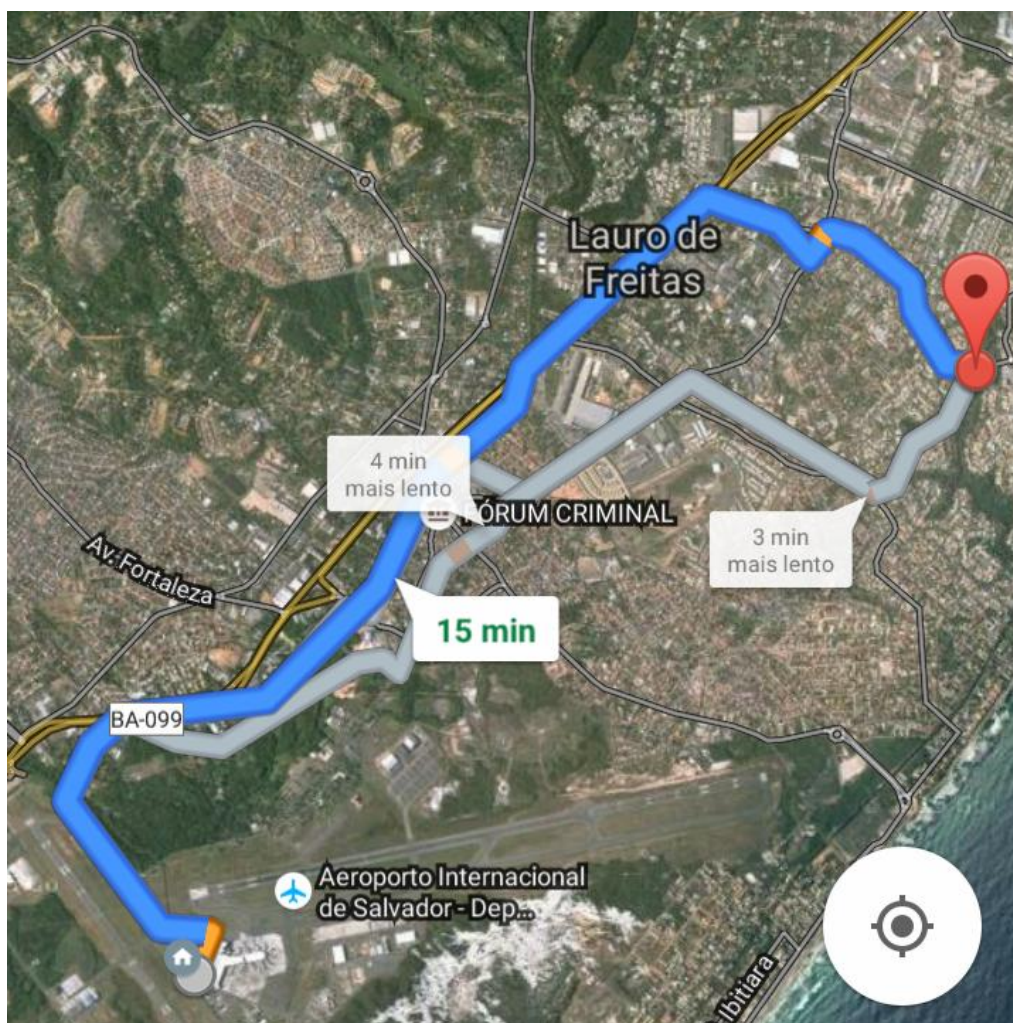 Lauro de
Freitas
4 min
mais lento
FÓRUM CRIMINAL
3 min
mais lento
Av. Fortaleza
15 min
BA-099
Aeroporto Internacional
de Salvador - Dep...
Ibitiara